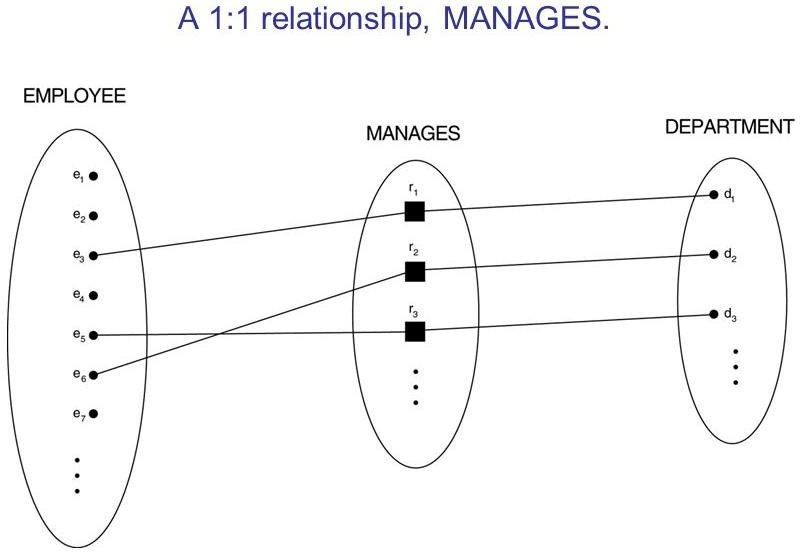 A 1:1 relationship, MANAGES.
EMPLOYEE
MANAGES
DEPARTMENT
e1
e2
e3
e4
e5
e6
e7
r1
r2
r3
d1
d2
d3